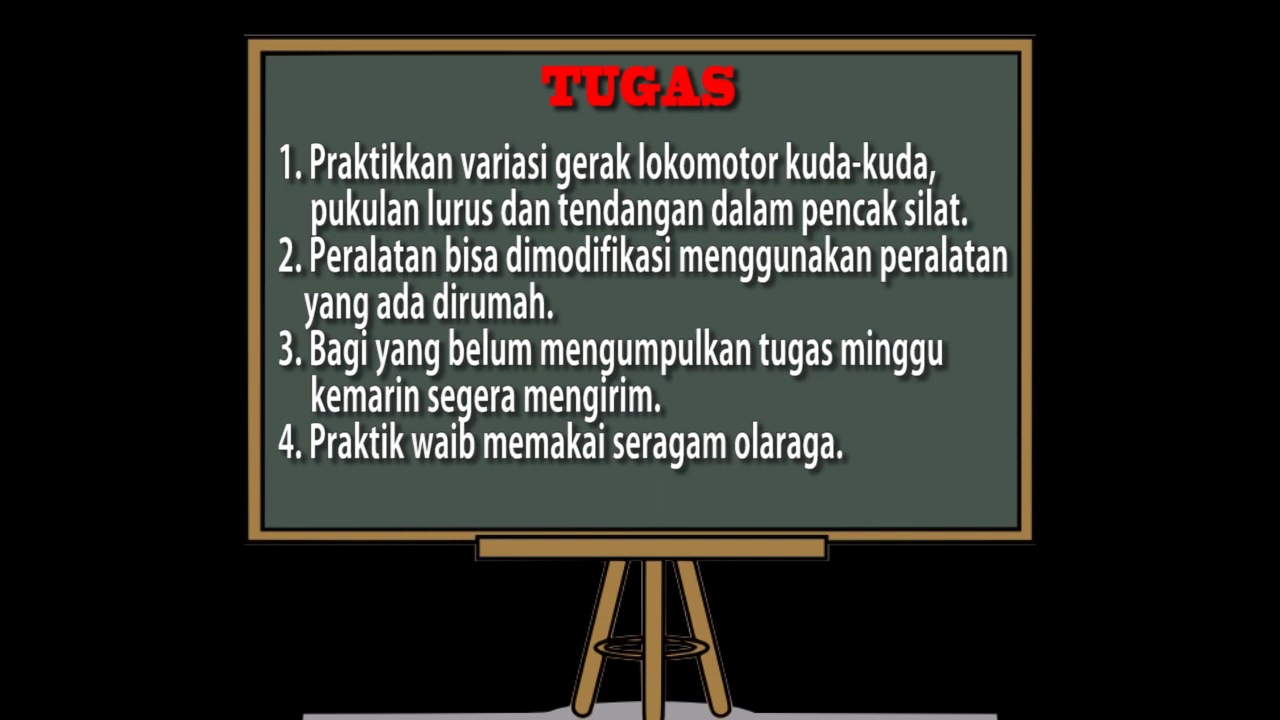 TUGAS
1. Praktikkan variasi gerak lokomotor kuda-kuda,
pukulan lurus dan tendangan dalam pencak silat.
2. Peralatan bisa dimodifikasi menggunakan peralatan
yang ada dirumah.
3. Bagi yang belum mengumpulkan tugas minggu
kemarin segera mengirim.
4. Praktik waib memakai seragam olaraga.